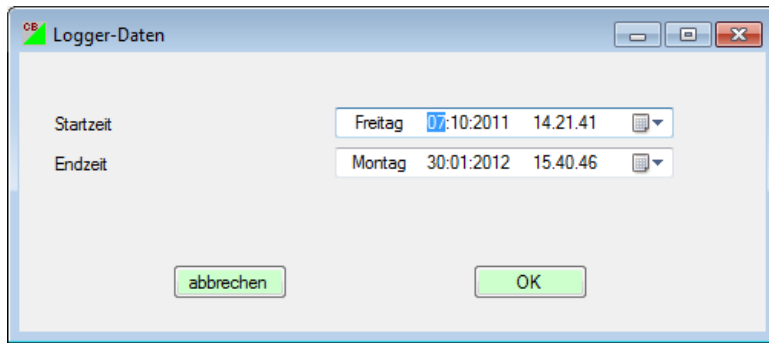 CB Logger-Daten
Startzeit Freitag 07:10:2011 14.21.41
Endzeit Montag 30:01:2012 15.40.46
abbrechen OK